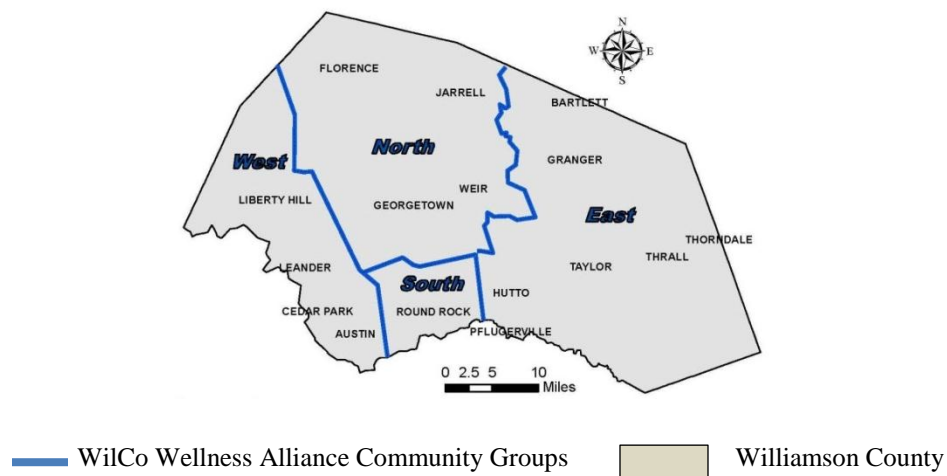 N
W E
S
FLORENCE
JARRELL
BARTLETT
North
West
GRANGER
WEIR
LIBERTY HILL
GEORGETOWN
East
THORNDALE
THRALL
LEANDER
TAYLOR
South
HUTTO
CEDAR PARK
ROUND ROCK
AUSTIN
PFLUGERVILLE
0 2.5 5 10
Miles
WilCo Wellness Alliance Community Groups
Williamson County